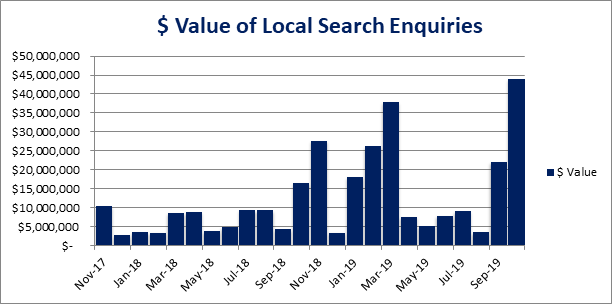 $ Value of Local Search Enquiries
$50,000,000
$45,000,000
$40,000,000
$35,000,000
$30,000,000
$25,000,000
$20,000,000
$15,000,000
$10,000,000
$5,000,000
$-
$ Value
Nov-17
Jan-18
Mar-18
May-18
Jul-18
Sep-18
Nov-18
Jan-19
Mar-19
May-19
Jul-19
Sep-19